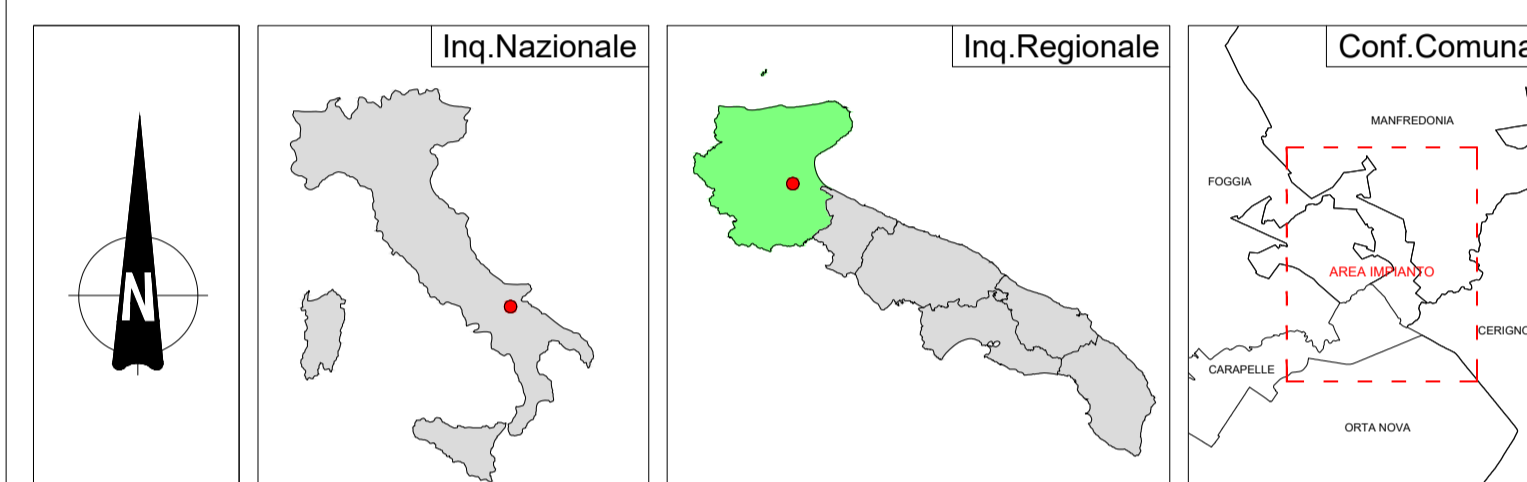 Inq.Nazionale
Inq.Regionale
Conf.Comuna
N
MANFREDONIA
FOGGIA
AREA IMPIANTO
CERIGNO
CARAPELLE
ORTA NOVA